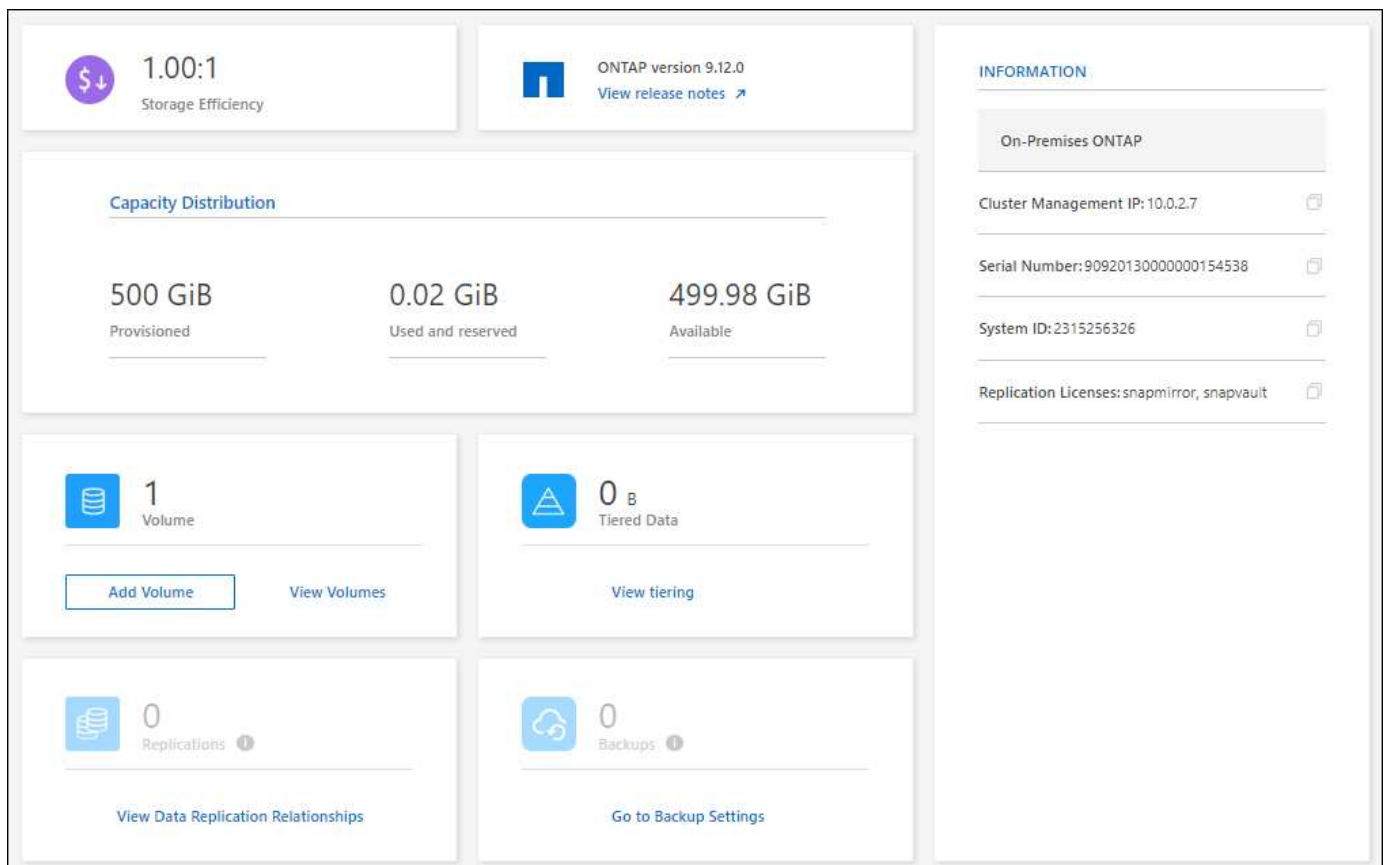 1.00:1
Storage Efficiency
ONTAP version 9.12.0
View release notes
Capacity Distribution
500 GiB
Provisioned
0.02 GiB
Used and reserved
499.98 GiB
Available
1
Volume
Add Volume
View Volumes
0 B
Tiered Data
View tiering
0
Replications
View Data Replication Relationships
0
Backups
Go to Backup Settings
INFORMATION
On-Premises ONTAP
Cluster Management IP: 10.0.2.7
Serial Number: 90920130000000154538
System ID: 2315256326
Replication Licenses: snapmirror, snapvault